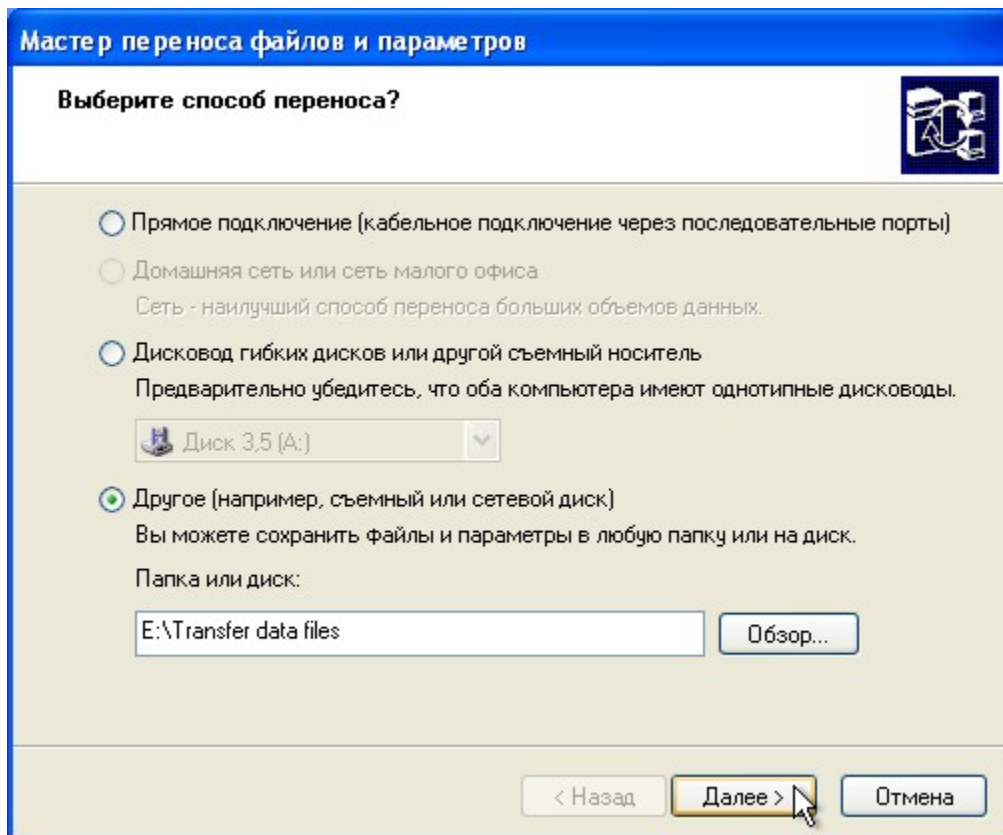 Мастер переноса файлов и параметров
Выберите способ переноса?
Прямое подключение (кабельное подключение через последовательные порты)
Домашняя сеть или сеть малого офиса
Сеть - наилучший способ переноса больших объемов данных.
Дисковод гибких дисков или другой съемный носитель
Предварительно убедитесь, что оба компьютера имеют однотипные дисководы.
Диск 3,5 (A:)
Другое (например, съемный или сетевой диск)
Вы можете сохранить файлы и параметры в любую папку или на диск.
Папка или диск:
E:\Transfer data files
Обзор...
< Назад
Далее >
Отмена